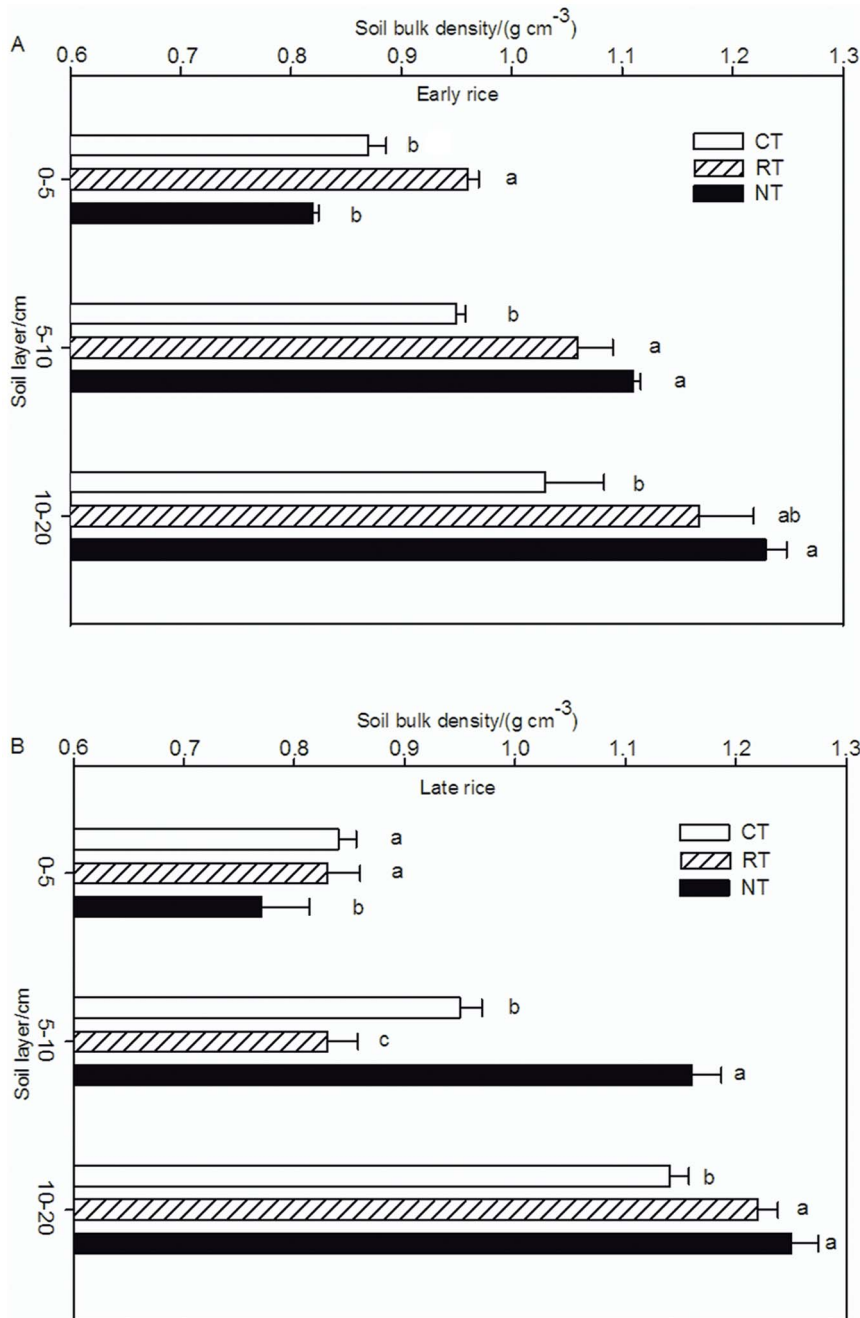 A
Soil bulk density/(g cm-3)
0.6 0.7 0.8 0.9 1.0 1.1 1.2 1.3
Early rice
CT
RT
NT
Soil layer/cm
0-5
b
a
b
5-10
b
a
a
10-20
b
ab
a
B
Soil bulk density/(g cm-3)
0.6 0.7 0.8 0.9 1.0 1.1 1.2 1.3
Late rice
CT
RT
NT
Soil layer/cm
0-5
a
a
b
5-10
b
c
a
10-20
b
a
a